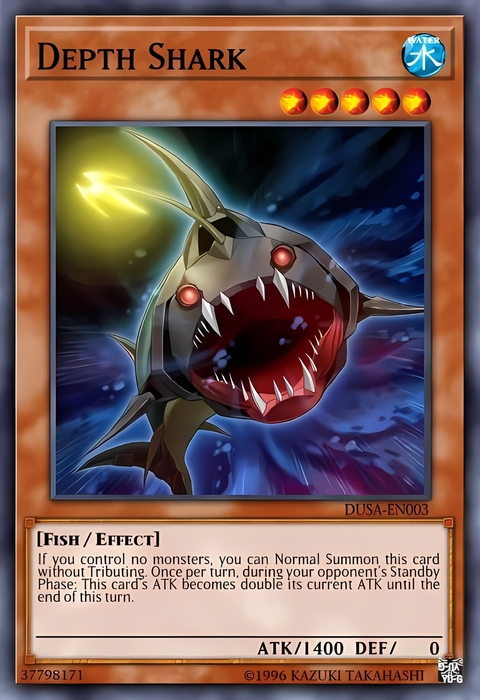 DEPTH SHARK
WATER
水
DUSA-EN003
[FISH / EFFECT]
If you control no monsters, you can Normal Summon this card
without Tributing. Once per turn, during your opponent's Standby
Phase: This card's ATK becomes double its current ATK until the
end of this turn.
ATK/1400 DEF/ 0
37798171
©1996 KAZUKI TAKAHASHI